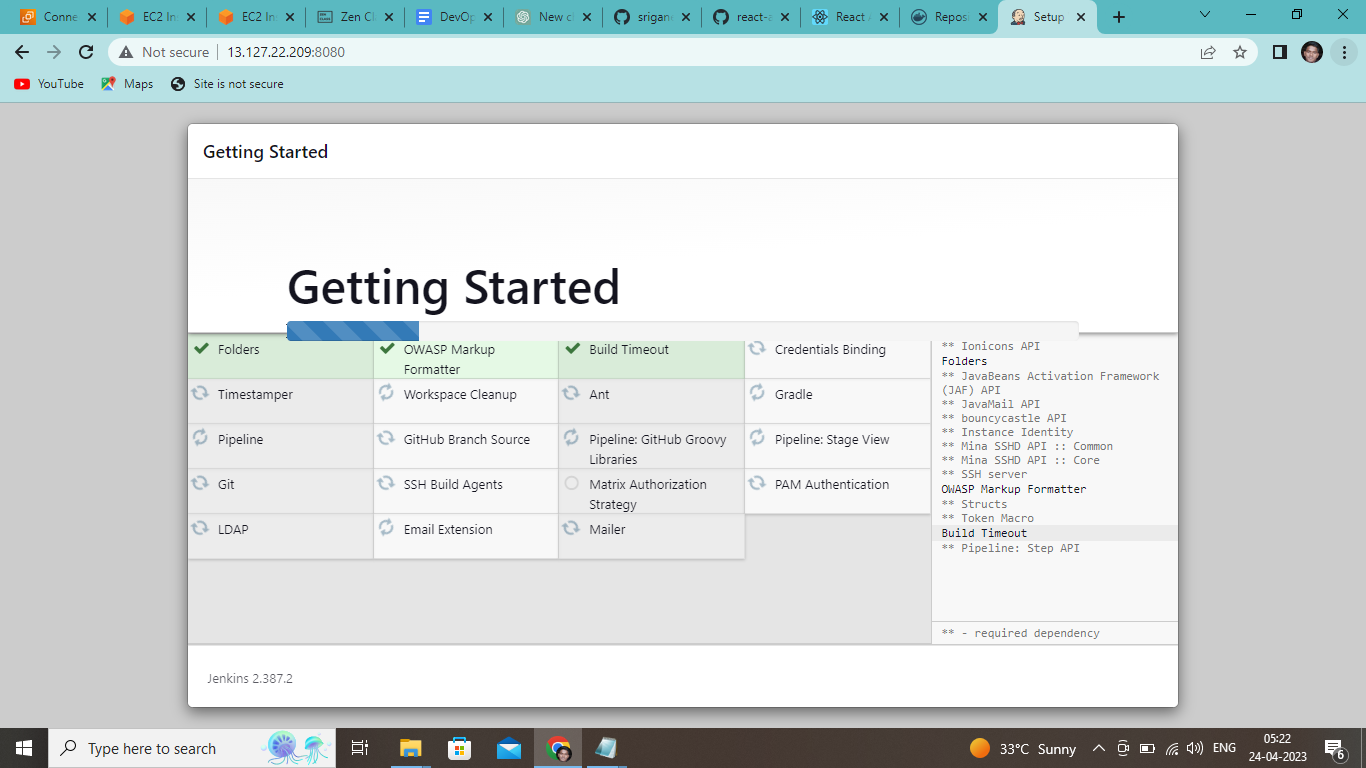 Conne
EC2 In
EC2 In
Zen Cl
DevOp
New c
srigan
react-a
React
Reposi
Setup
Not secure
13.127.22.209:8080
YouTube
Maps
Site is not secure
Getting Started
Getting Started
Folders
OWASP Markup
Formatter
Build Timeout
Credentials Binding
Timestamper
Workspace Cleanup
Ant
Gradle
Pipeline
GitHub Branch Source
Pipeline: GitHub Groovy
Libraries
Pipeline: Stage View
Git
SSH Build Agents
Matrix Authorization
Strategy
PAM Authentication
LDAP
Email Extension
Mailer
** Ionicons API
Folders
** JavaBeans Activation Framework
(JAF) API
** JavaMail API
** bouncycastle API
** Instance Identity
** Mina SSHD API :: Common
** Mina SSHD API :: Core
** SSH server
OWASP Markup Formatter
** Structs
** Token Macro
Build Timeout
** Pipeline: Step API
** - required dependency
Jenkins 2.387.2
Type here to search
33°C Sunny
ENG
05:22
24-04-2023
6